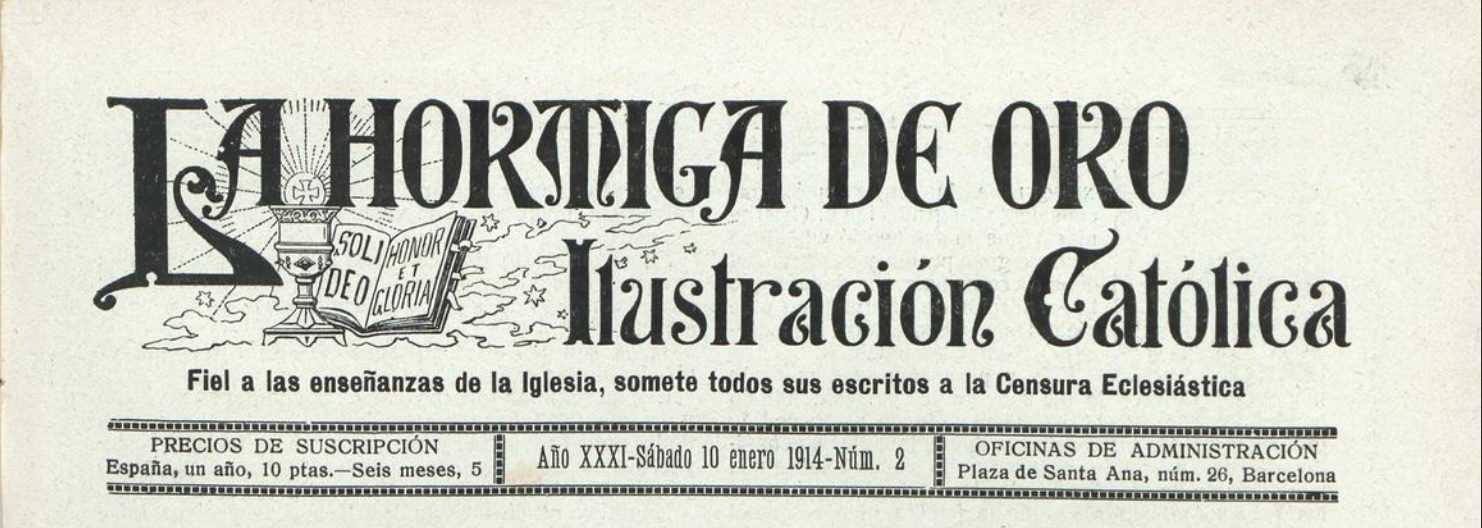 LA HORMIGA DE ORO
SOLI DEO
HONOR ET GLORIA
Ilustración Católica
Fiel a las enseñanzas de la Iglesia, somete todos sus escritos a la Censura Eclesiástica
PRECIOS DE SUSCRIPCIÓN
España, un año, 10 ptas.—Seis meses, 5
Año XXXI-Sábado 10 enero 1914-Núm. 2
OFICINAS DE ADMINISTRACIÓN
Plaza de Santa Ana, núm. 26, Barcelona